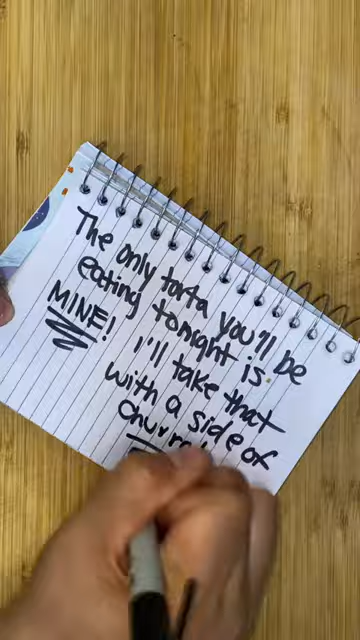 The only torta you'll be
eating tonight is
MINE!
I'll take that
with a side of